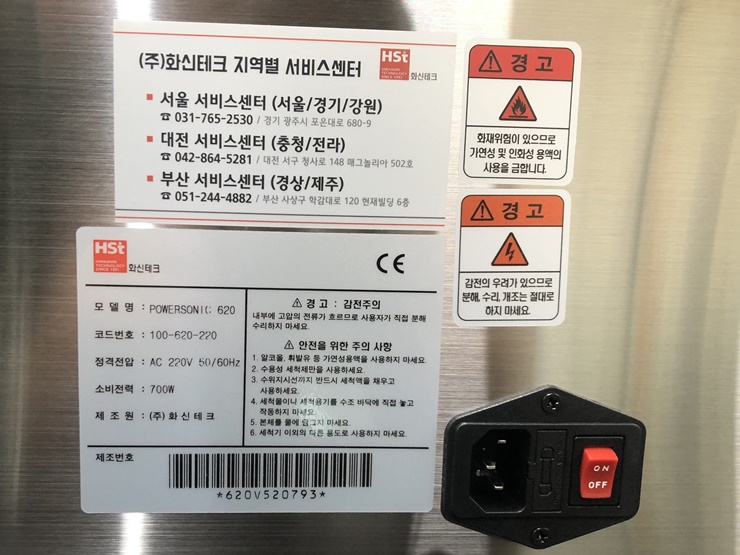 (주)화신테크 지역별 서비스센터
HSt
HWASHIN
TECHNOLOGY
SINCE 1991
화신테크
서울 서비스센터 (서울/경기/강원)
☎ 031-765-2530 / 경기 광주시 포은대로 680-9
대전 서비스센터 (충청/전라)
☎ 042-864-5281 / 대전 서구 청사로 148 매그놀리아 502호
부산 서비스센터 (경상/제주)
☎ 051-244-4882 / 부산 사상구 학감대로 120 현재빌딩 6층
경고
화재위험이 있으므로
가연성 및 인화성 용액의
사용을 금합니다.
경고
감전의 우려가 있으므로
분해, 수리, 개조는 절대로
하지 마세요.
HSt
HWASHIN
TECHNOLOGY
SINCE 1991
화신테크
CE
모 델 명 : POWERSONIC 620
코드번호 : 100-620-220
정격전압 : AC 220V 50/60Hz
소비전력 : 700W
제 조 원 : (주) 화신테크
⚠ 경 고 : 감전주의
내부에 고압의 전류가 흐르므로 사용자가 직접 분해
수리하지 마세요.
⚠ 안전을 위한 주의 사항
1. 알코올, 휘발유 등 가연성용액을 사용하지 마세요.
2. 수용성 세척제만을 사용하세요.
3. 수위지시선까지 반드시 세척액을 채우고
사용하세요.
4. 세척물이나 세척용기를 수조 바닥에 직접 놓고
작동하지 마세요.
5. 본체를 물에 담그지 마세요.
6. 세척기 이외의 다른 용도로 사용하지 마세요.
제조번호
*620V520793*
ON
OFF